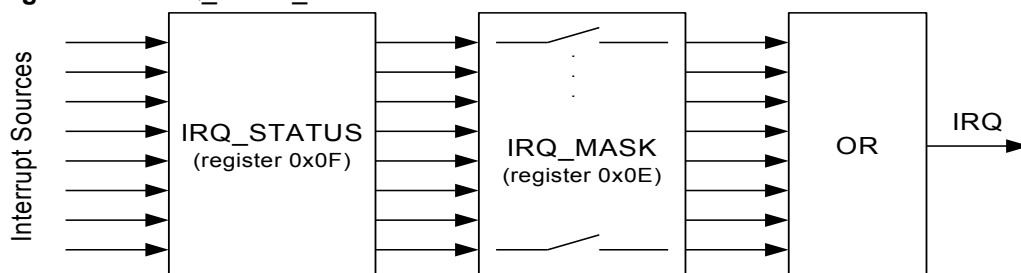 Interrupt Sources
IRQ_STATUS
(register 0x0F)
IRQ_MASK
(register 0x0E)
OR
IRQ